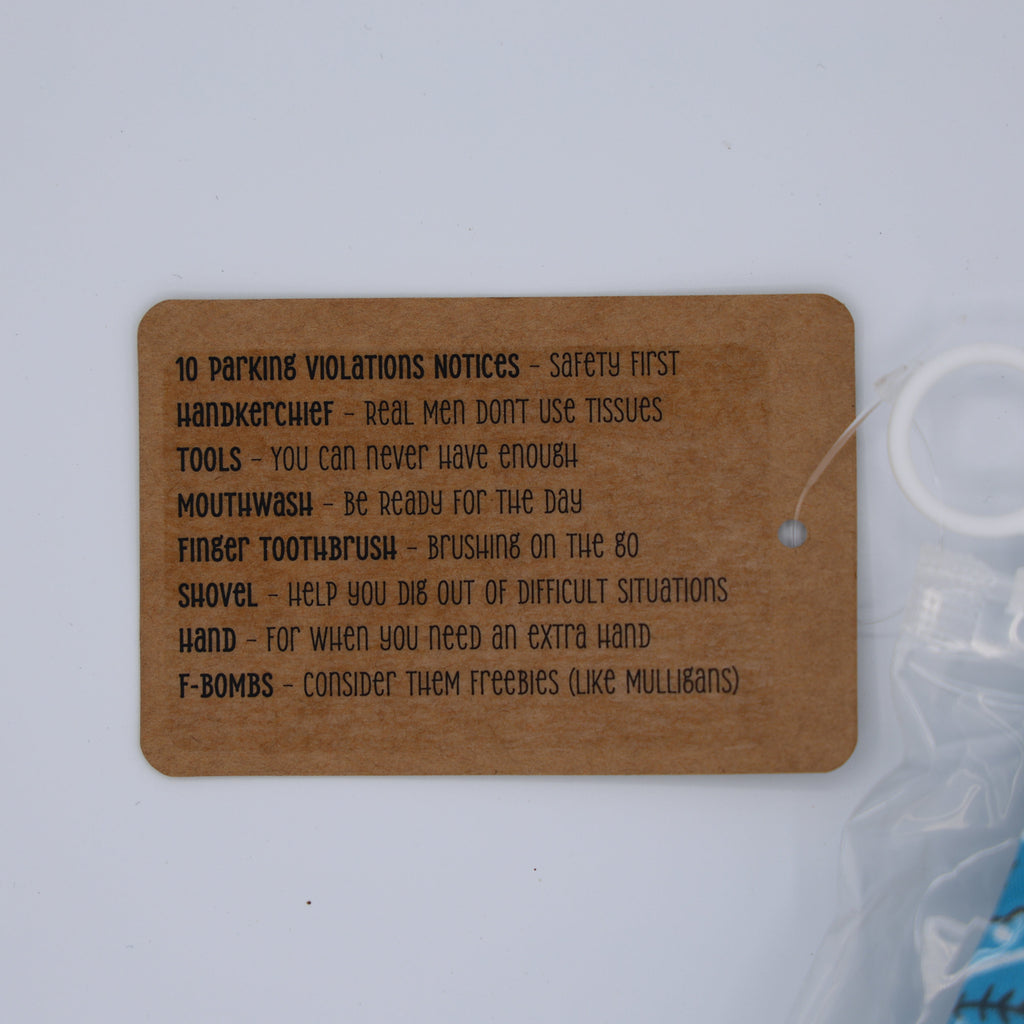 10 Parking Violations Notices - Safety First
Handkerchief - Real Men Don't Use Tissues
Tools - You Can Never Have Enough
Mouthwash - Be Ready For The Day
Finger Toothbrush - Brushing On The Go
Shovel - Help You Dig Out Of Difficult Situations
Hand - For When You Need An Extra Hand
F-Bombs - Consider Them Freebies (Like Mulligans)